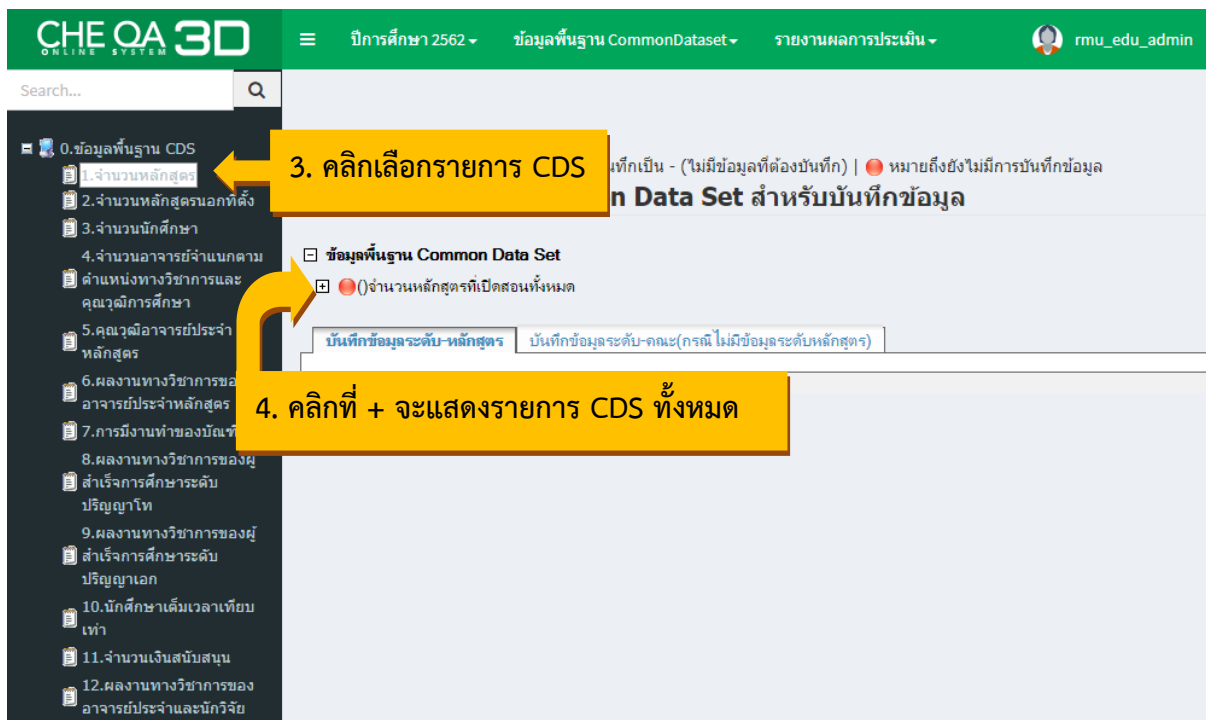 CHE QA 3D
ONLINE SYSTEM
ปีการศึกษา 2562
ข้อมูลพื้นฐาน CommonDataset
รายงานผลการประเมิน
rmu_edu_admin
Search...
0.ข้อมูลพื้นฐาน CDS
1.จำนวนหลักสูตร
2.จำนวนหลักสูตรนอกที่ตั้ง
3.จำนวนนักศึกษา
4.จำนวนอาจารย์จำแนกตาม
ตำแหน่งทางวิชาการและ
คุณวุฒิการศึกษา
5.คุณวุฒิอาจารย์ประจำ
หลักสูตร
6.ผลงานทางวิชาการของ
อาจารย์ประจำหลักสูตร
7.การมีงานทำของบัณฑิต
8.ผลงานทางวิชาการของผู้
สำเร็จการศึกษาระดับ
ปริญญาโท
9.ผลงานทางวิชาการของผู้
สำเร็จการศึกษาระดับ
ปริญญาเอก
10.นักศึกษาเต็มเวลาเทียบ
เท่า
11.จำนวนเงินสนับสนุน
12.ผลงานทางวิชาการของ
อาจารย์ประจำและนักวิจัย
3. คลิกเลือกรายการ CDS
นทึกเป็น - (ไม่มีข้อมูลที่ต้องบันทึก) | หมายถึงยังไม่มีการบันทึกข้อมูล
n Data Set สำหรับบันทึกข้อมูล
ข้อมูลพื้นฐาน Common Data Set
()จำนวนหลักสูตรที่เปิดสอนทั้งหมด
บันทึกข้อมูลระดับ-หลักสูตร
บันทึกข้อมูลระดับ-คณะ(กรณีไม่มีข้อมูลระดับหลักสูตร)
4. คลิกที่ + จะแสดงรายการ CDS ทั้งหมด